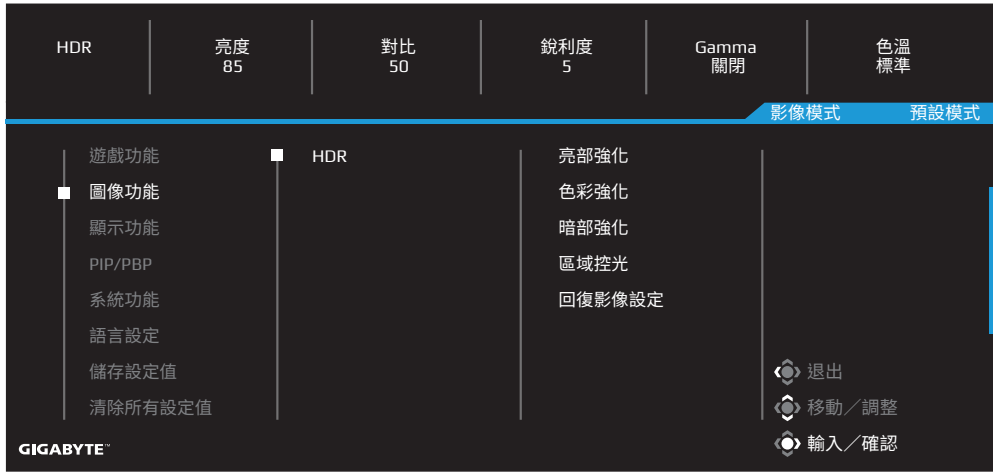 HDR
亮度
85
對比
50
銳利度
5
Gamma
關閉
色溫
標準
影像模式 預設模式
遊戲功能
圖像功能
顯示功能
PIP/PBP
系統功能
語言設定
儲存設定值
清除所有設定值
HDR
亮部強化
色彩強化
暗部強化
區域控光
回復影像設定
退出
移動／調整
輸入／確認
GIGABYTE™